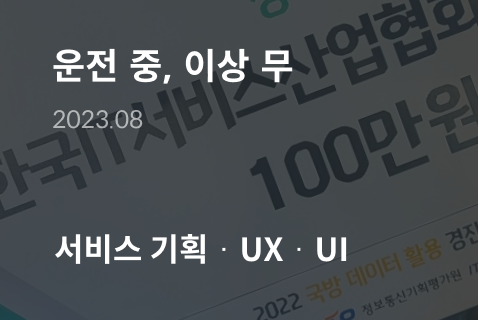 운전 중, 이상 무
2023.08
한국IT서비스산업협회
100만원
서비스 기획 · UX · UI
2022 국방 데이터 활용 경진
정보통신기획평가원